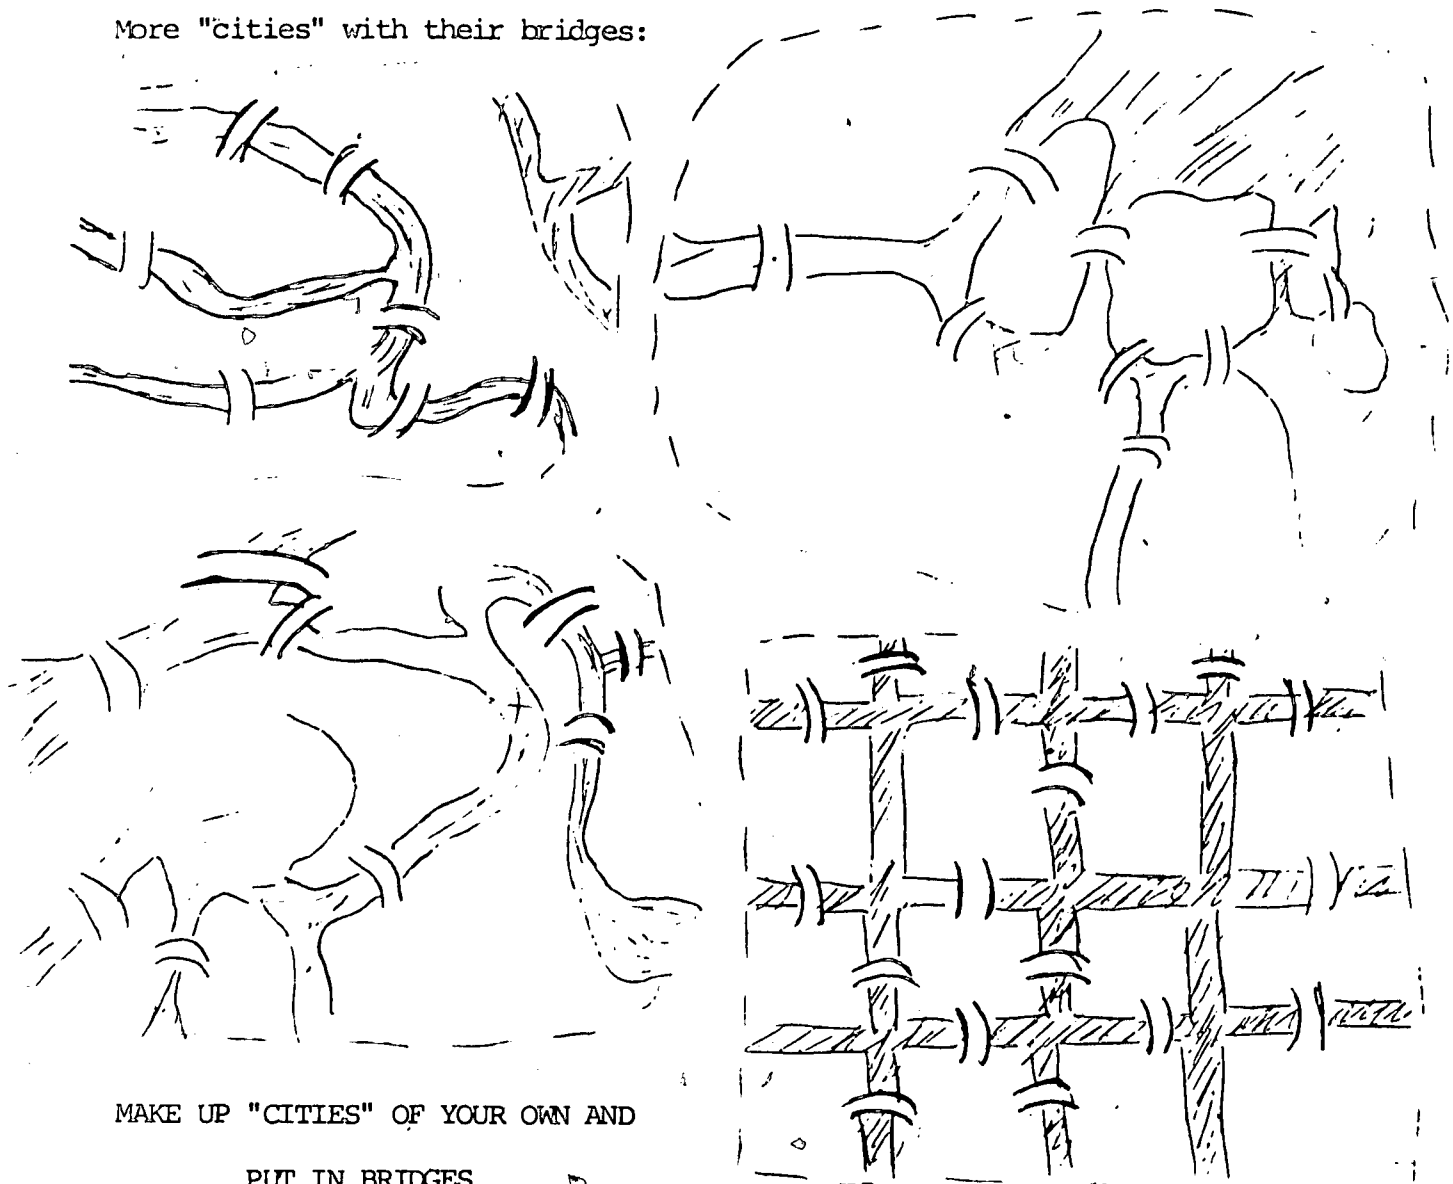 More "cities" with their bridges:
MAKE UP "CITIES" OF YOUR OWN AND
PUT IN BRIDGES